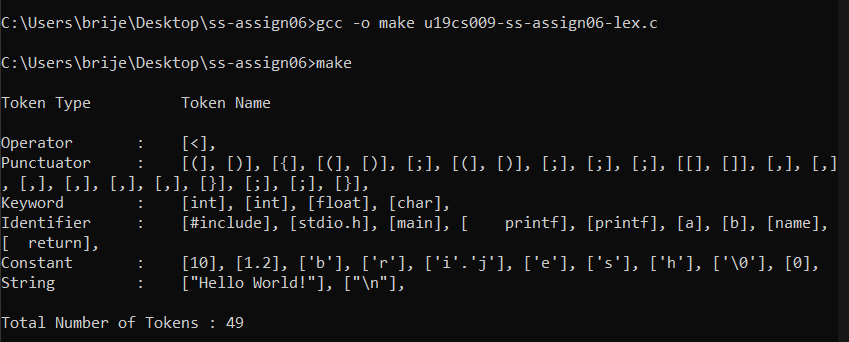 C:\Users\brije\Desktop\ss-assign06>gcc -o make u19cs009-ss-assign06-lex.c
C:\Users\brije\Desktop\ss-assign06>make
Token Type Token Name
Operator : [<],
Punctuator : [(], [)], [{], [(], [)], [;], [(], [)], [;], [;], [;], [[], []], [,], [,]
, [,], [,], [,], [,], [}], [;], [;], [}],
Keyword : [int], [int], [float], [char],
Identifier : [#include], [stdio.h], [main], [    printf], [printf], [a], [b], [name],
[  return],
Constant : [10], [1.2], ['b'], ['r'], ['i'.'j'], ['e'], ['s'], ['h'], ['\0'], [0],
String : ["Hello World!"], ["\n"],
Total Number of Tokens : 49